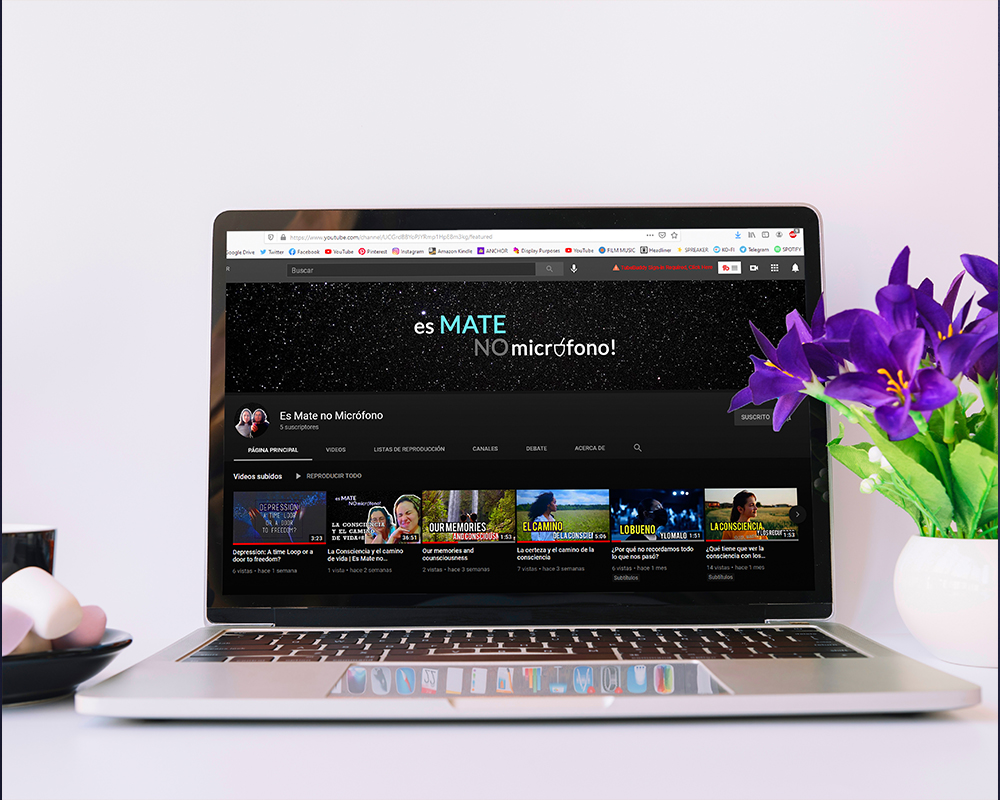 https://www.youtube.com/channel/
Google Drive Twitter Facebook YouTube Pinterest Instagram Amazon Kindle ANCHOR Display Purposes YouTube FILM MUSIC Headliner SPREAKER KO-FI Telegram SPOTIFY
R
Buscar
es MATE
NO micrófono!
Es Mate no Micrófono
5 suscriptores
SUSCRITO
PÁGINA PRINCIPAL VIDEOS LISTAS DE REPRODUCCIÓN CANALES DEBATE ACERCA DE
Videos subidos REPRODUCIR TODO
DEPRESSION:
A TIME LOOP
OR A DOOR
TO FREEDOM?
3:23
es MATE
NO micrófono!
LA CONSCIENCIA
Y EL CAMINO
DE VIDA+
36:51
OUR MEMORIES
AND CONSCIOUS
1:53
EL CAMINO
DE LA CONSCIE
5:06
LO BUENO
Y LO MALO
1:51
LA CONSCIENCIA
Y LOS RECUE
1:53
Depression: A time Loop or a
door to freedom?
6 vistas • hace 1 semana
La Consciencia y el camino
de vida | Es Mate no...
1 vista • hace 2 semanas
Our memories and
counsciousness
2 vistas • hace 3 semanas
La certeza y el camino de la
consciencia
7 vistas • hace 3 semanas
¿Por qué no recordamos todo
lo que nos pasó?
6 vistas • hace 1 mes
Subtítulos
¿Qué tiene que ver la
consciencia con los...
14 vistas • hace 1 mes
Subtítulos